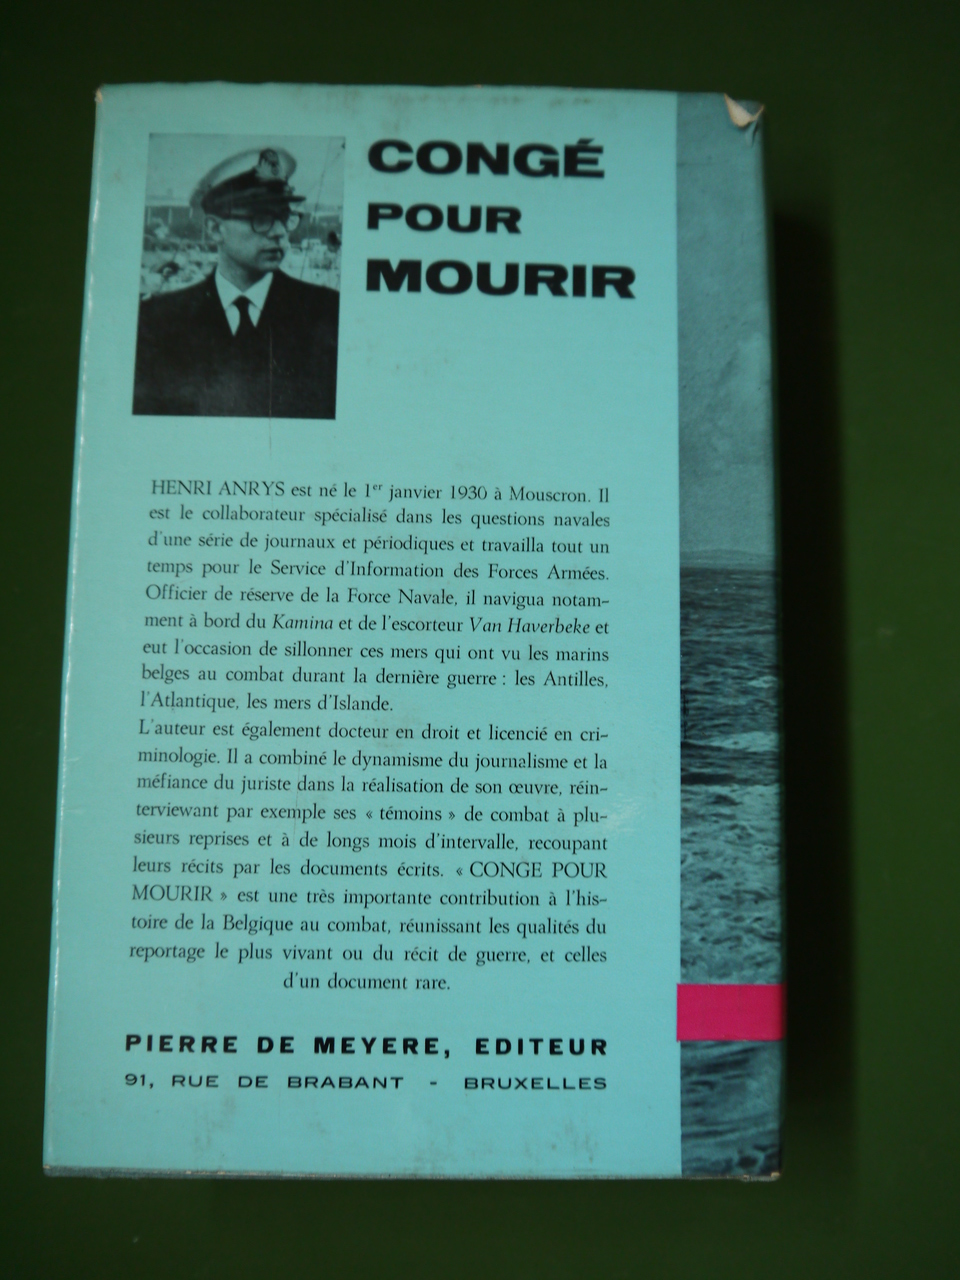 CONGÉ
POUR
MOURIR
HENRI ANRYS est né le 1er janvier 1930 à Mouscron. Il
est le collaborateur spécialisé dans les questions navales
d'une série de journaux et périodiques et travailla tout un
temps pour le Service d'Information des Forces Armées.
Officier de réserve de la Force Navale, il navigua notam-
ment à bord du Kamina et de l'escorteur Van Haverbeke et
eut l'occasion de sillonner ces mers qui ont vu les marins
belges au combat durant la dernière guerre : les Antilles,
l'Atlantique, les mers d'Islande.
L'auteur est également docteur en droit et licencié en cri-
minologie. Il a combiné le dynamisme du journalisme et la
méfiance du juriste dans la réalisation de son œuvre, réin-
terviewant par exemple ses « témoins » de combat à plu-
sieurs reprises et à de longs mois d'intervalle, recoupant
leurs récits par les documents écrits. « CONGE POUR
MOURIR » est une très importante contribution à l'his-
toire de la Belgique au combat, réunissant les qualités du
reportage le plus vivant ou du récit de guerre, et celles
d'un document rare.
PIERRE DE MEYERE, EDITEUR
91, RUE DE BRABANT - BRUXELLES